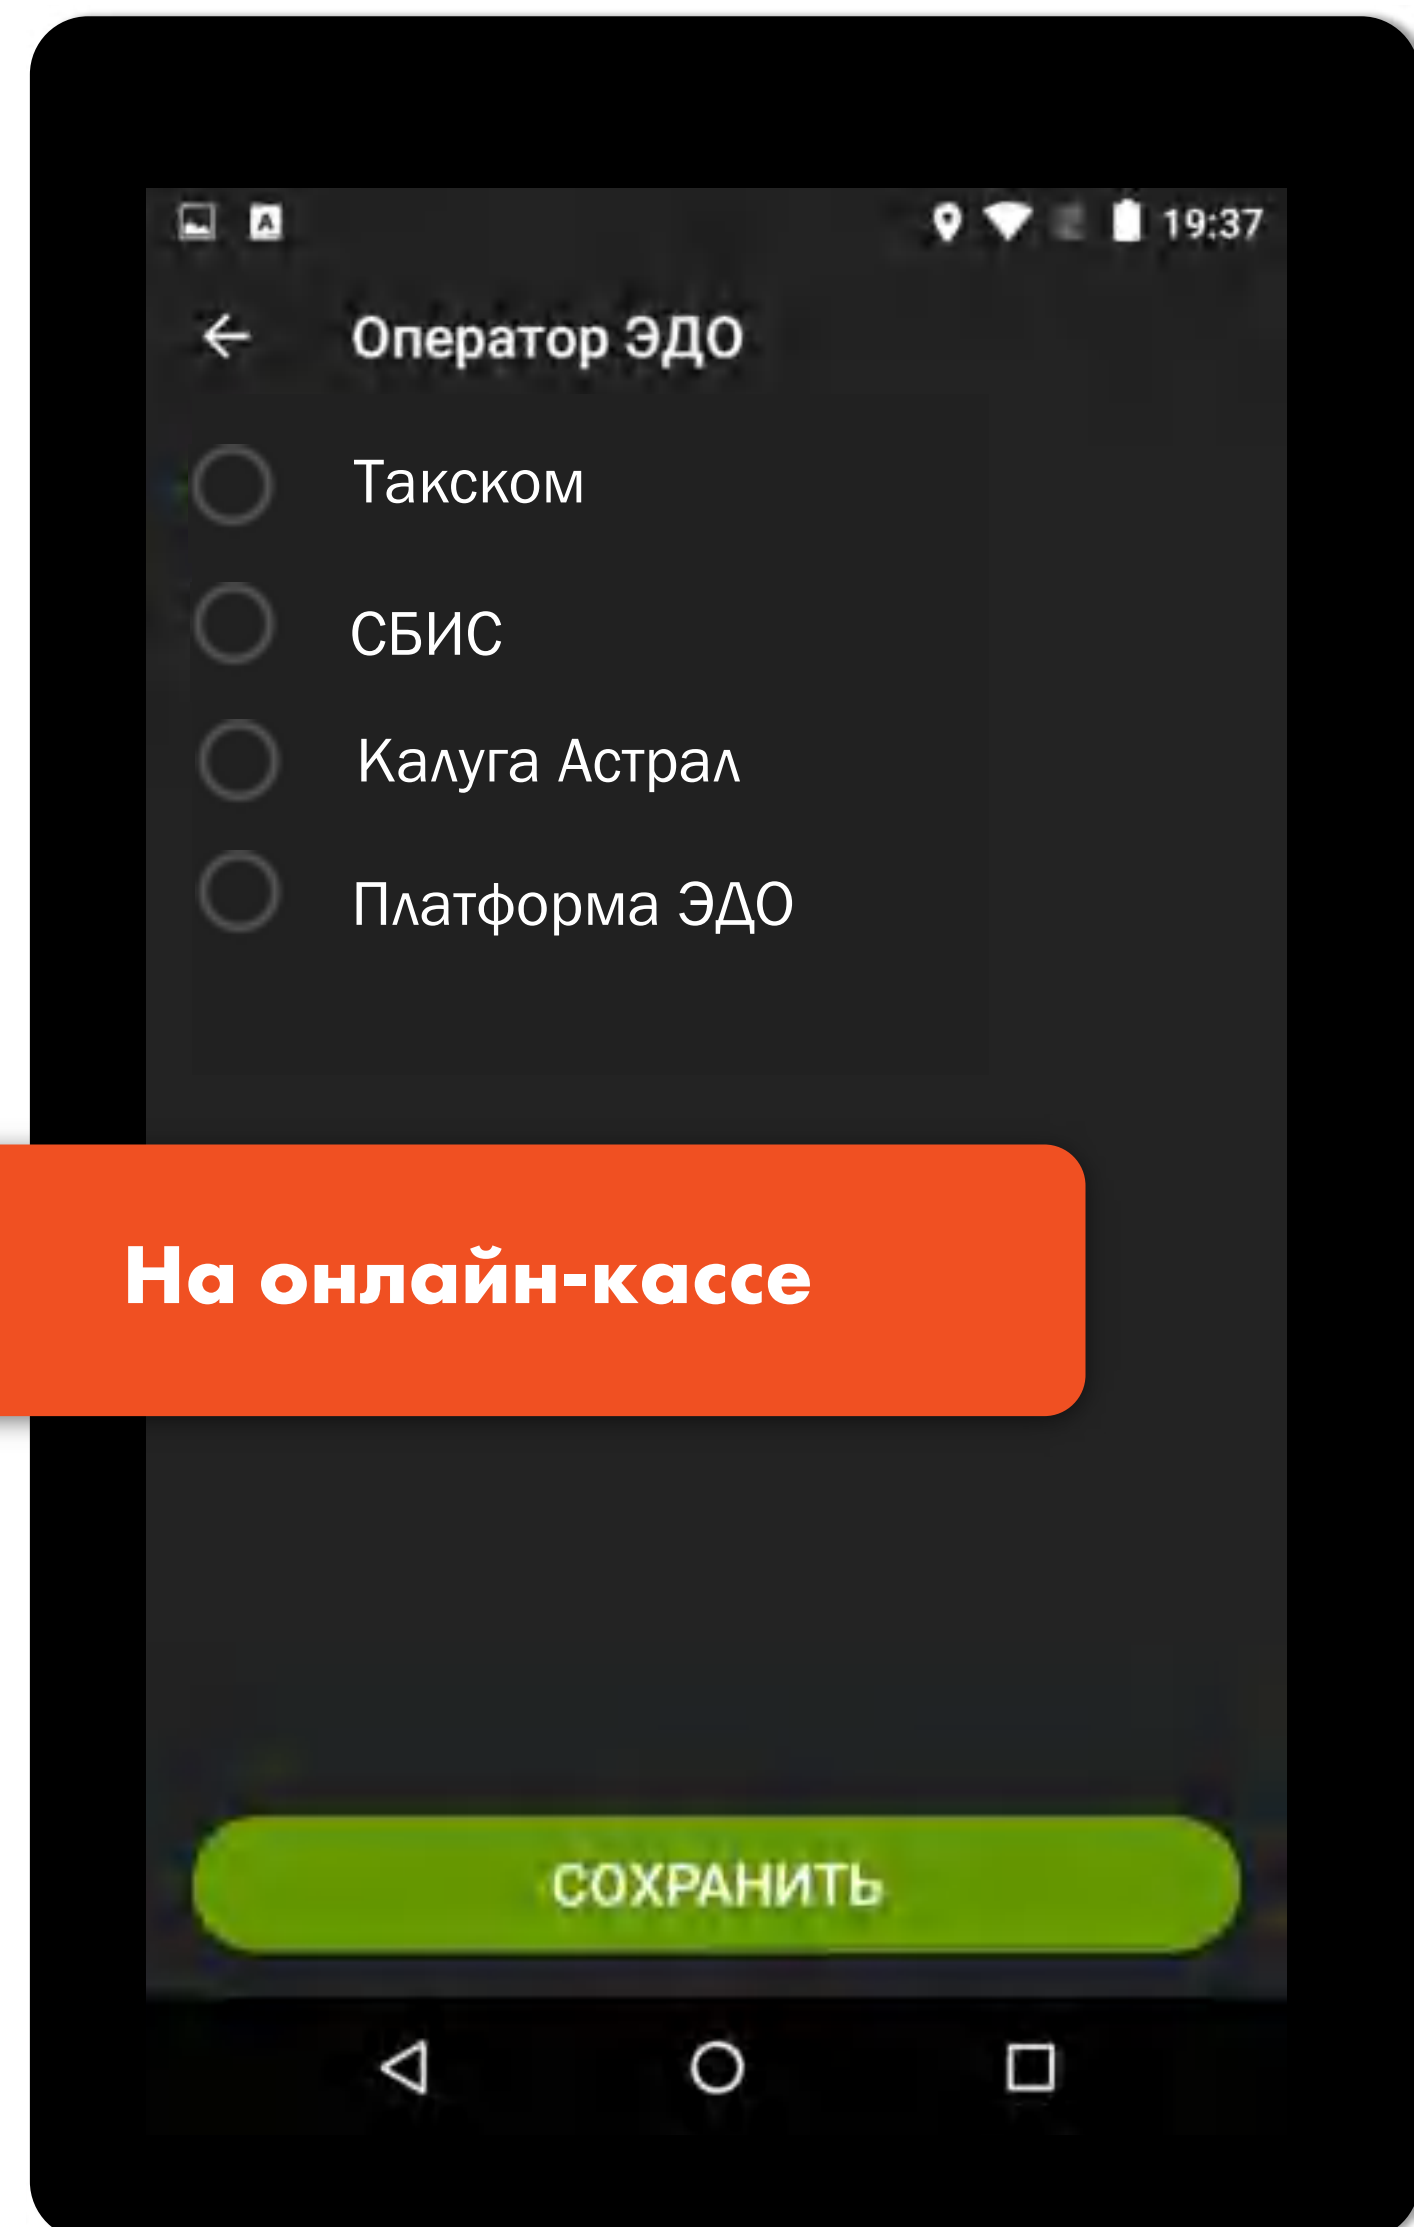 19:37
Оператор ЭДО
Такском
СБИС
Калуга Астрал
Платформа ЭДО
На онлайн-кассе
СОХРАНИТЬ